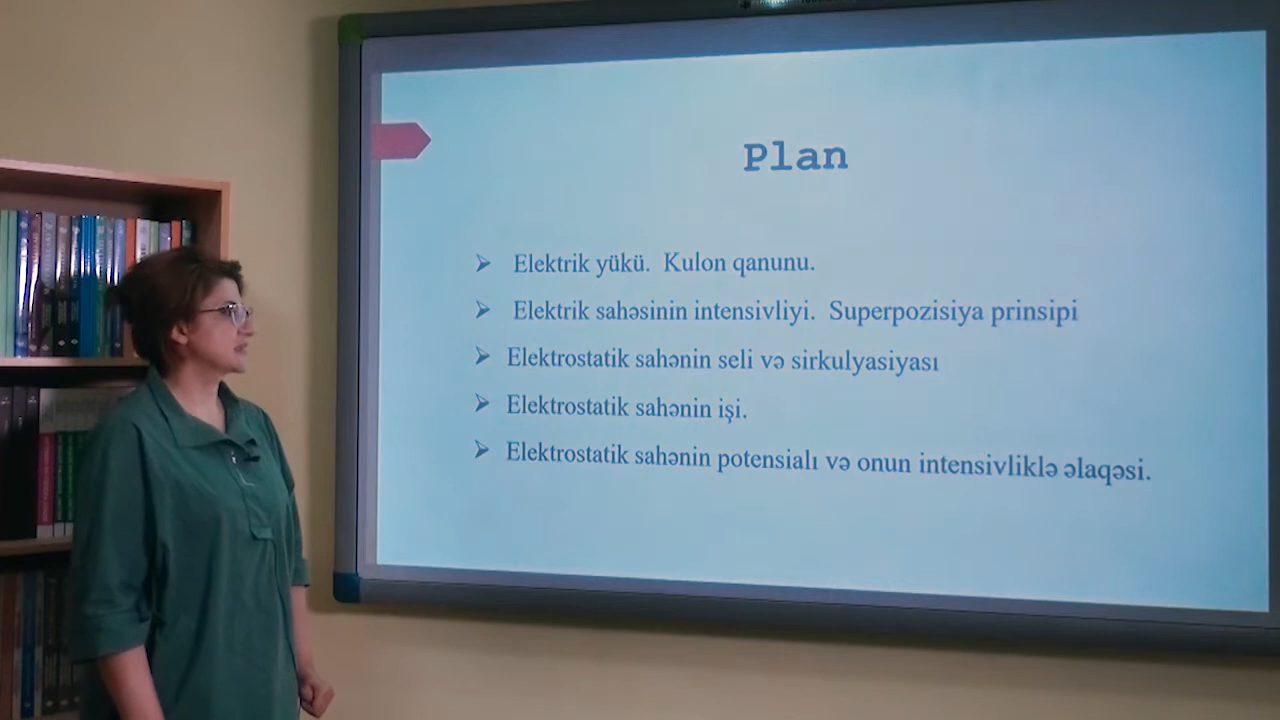 Plan
Elektrik yükü. Kulon qanunu.
Elektrik sahəsinin intensivliyi. Superpozisiya prinsipi
Elektrostatik sahənin seli və sirkulyasiyası
Elektrostatik sahənin işi.
Elektrostatik sahənin potensialı və onun intensivliklə əlaqəsi.